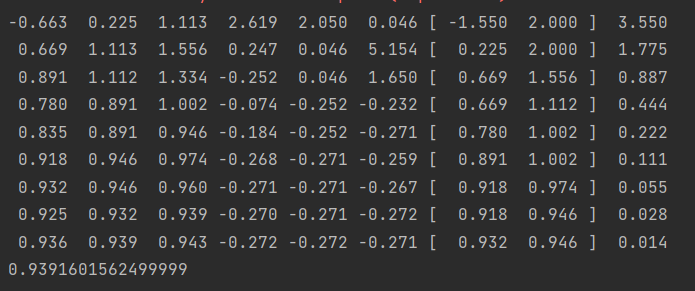 -0.663 0.225 1.113 2.619 2.050 0.046 [ -1.550 2.000 ] 3.550
0.669 1.113 1.556 0.247 0.046 5.154 [ 0.225 2.000 ] 1.775
0.891 1.112 1.334 -0.252 0.046 1.650 [ 0.669 1.556 ] 0.887
0.780 0.891 1.002 -0.074 -0.252 -0.232 [ 0.669 1.112 ] 0.444
0.835 0.891 0.946 -0.184 -0.252 -0.271 [ 0.780 1.002 ] 0.222
0.918 0.946 0.974 -0.268 -0.271 -0.259 [ 0.891 1.002 ] 0.111
0.932 0.946 0.960 -0.271 -0.271 -0.267 [ 0.918 0.974 ] 0.055
0.925 0.932 0.939 -0.270 -0.271 -0.272 [ 0.918 0.946 ] 0.028
0.936 0.939 0.943 -0.272 -0.272 -0.271 [ 0.932 0.946 ] 0.014
0.9391601562499999